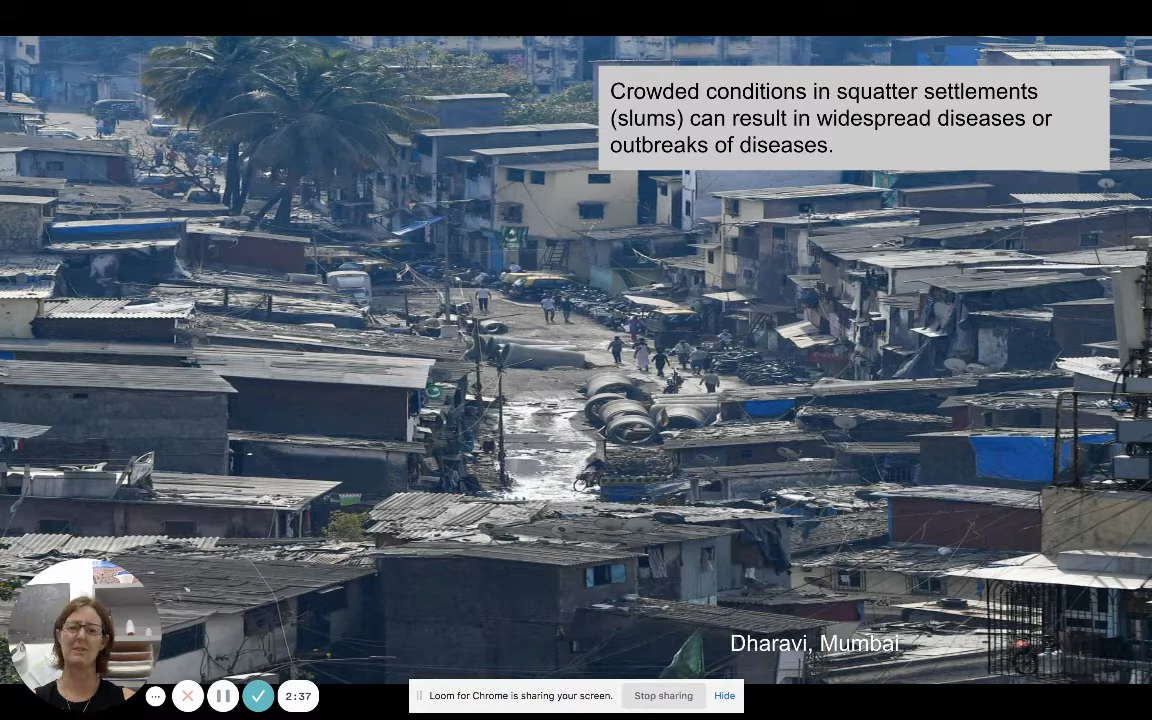 Crowded conditions in squatter settlements
(slums) can result in widespread diseases or
outbreaks of diseases.
Dharavi, Mumbai
2:37
Loom for Chrome is sharing your screen.
Stop sharing
Hide